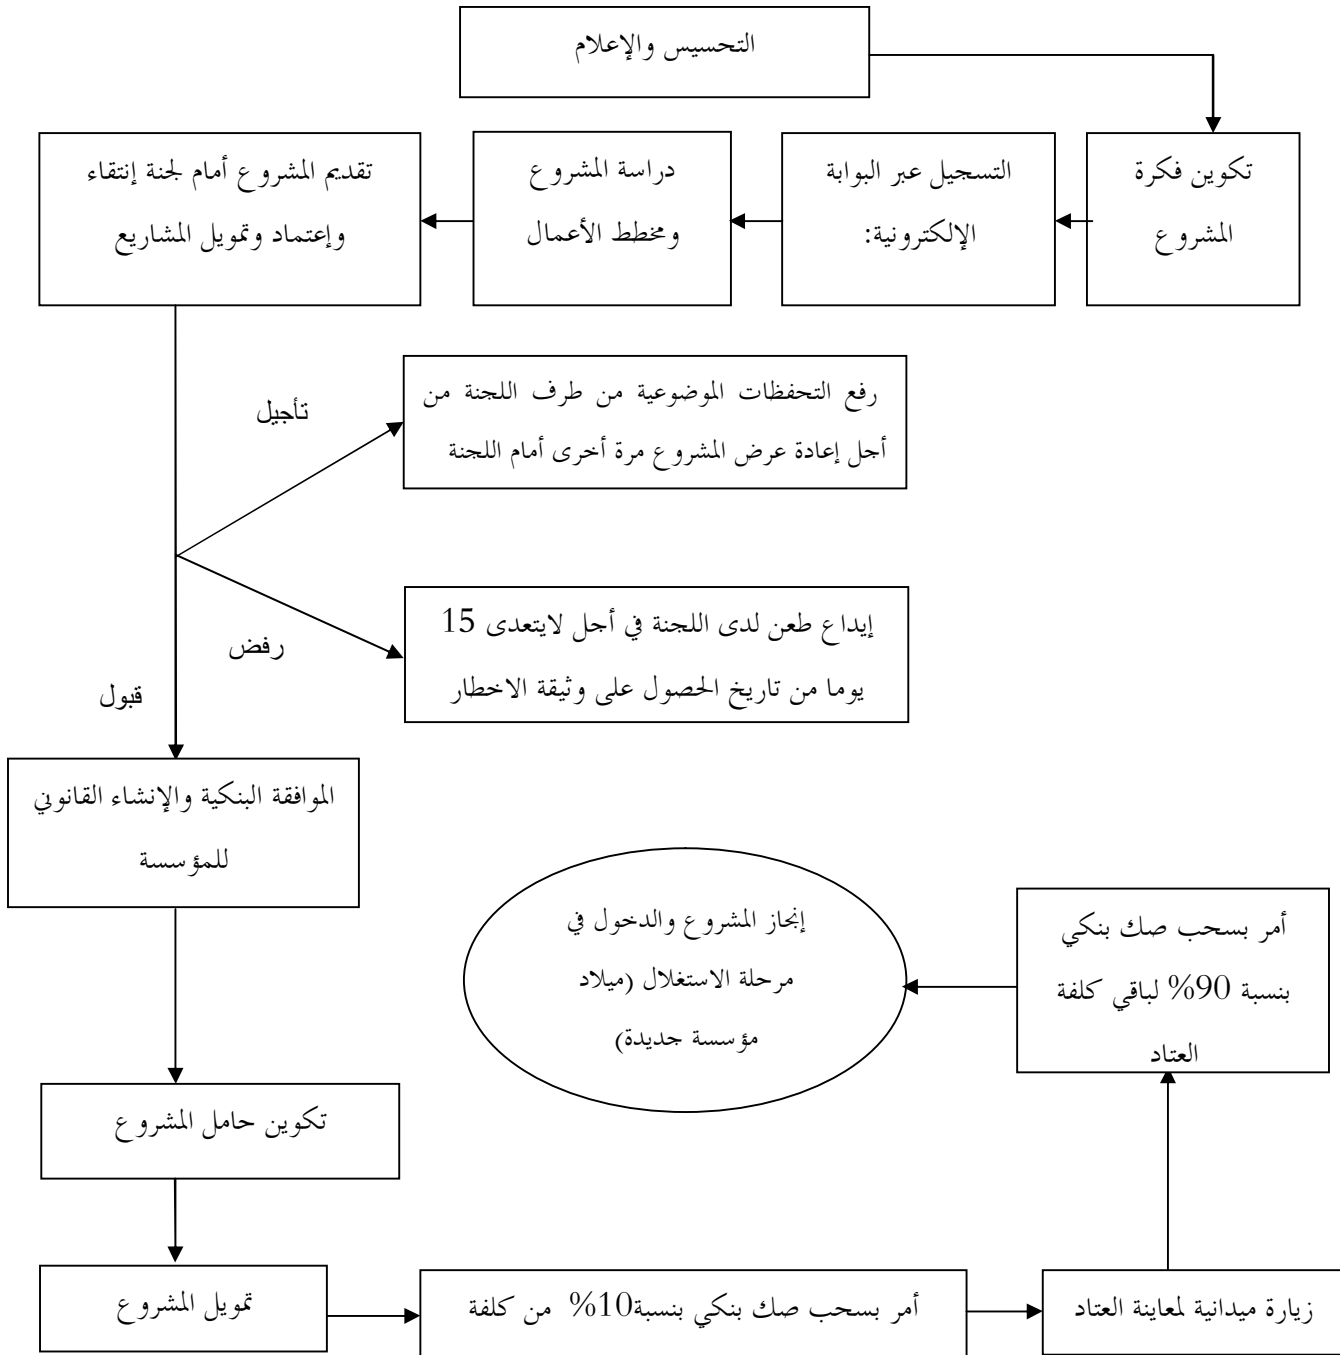 التحسيس والإعلام
تكوين فكرة
المشروع
التسجيل عبر البوابة
الإلكترونية:
دراسة المشروع
ومخطط الأعمال
تقديم المشروع أمام لجنة إنتقاء
وإعتماد وتمويل المشاريع
تأجيل
رفع التحفظات الموضوعية من طرف اللجنة من
أجل إعادة عرض المشروع مرة أخرى أمام اللجنة
رفض
إيداع طعن لدى اللجنة في أجل لايتعدى 15
يوما من تاريخ الحصول على وثيقة الاخطار
قبول
الموافقة البنكية والإنشاء القانوني
للمؤسسة
تكوين حامل المشروع
تمويل المشروع
أمر بسحب صك بنكي بنسبة10% من كلفة
زيارة ميدانية لمعاينة العتاد
أمر بسحب صك بنكي
بنسبة 90% لباقي كلفة
العتاد
إنجاز المشروع والدخول في
مرحلة الاستغلال (ميلاد
مؤسسة جديدة)